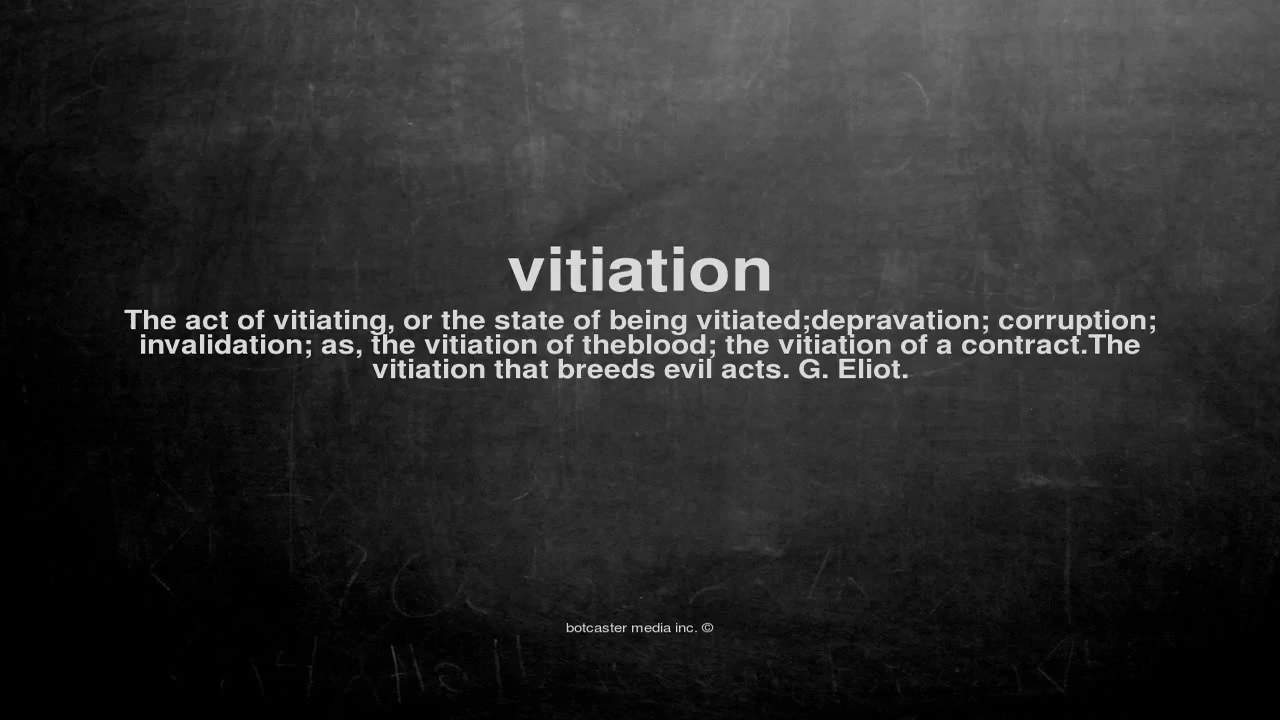 vitiation
The act of vitiating, or the state of being vitiated;depravation; corruption;
invalidation; as, the vitiation of theblood; the vitiation of a contract.The
vitiation that breeds evil acts. G. Eliot.
botcaster media inc. ©